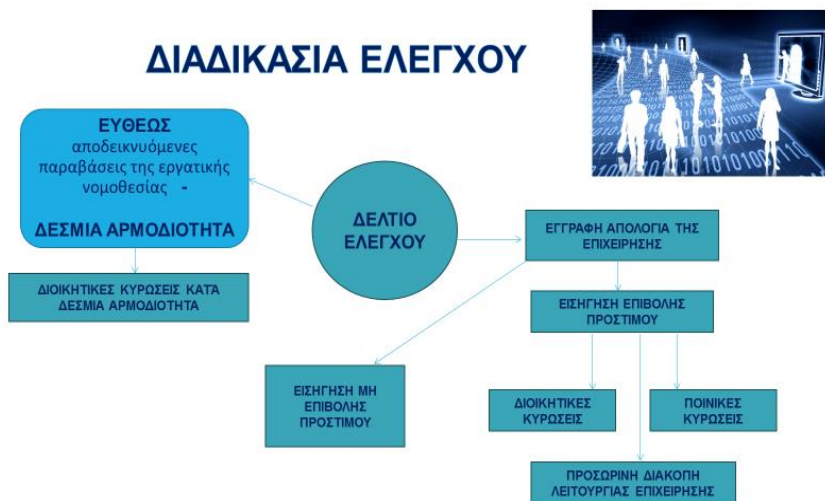 ΔΙΑΔΙΚΑΣΙΑ ΕΛΕΓΧΟΥ
ΕΥΘΕΩΣ
αποδεικνυόμενες
παραβάσεις της εργατικής
νομοθεσίας -
ΔΕΣΜΙΑ ΑΡΜΟΔΙΟΤΗΤΑ
ΔΙΟΙΚΗΤΙΚΕΣ ΚΥΡΩΣΕΙΣ ΚΑΤΆ
ΔΕΣΜΙΑ ΑΡΜΟΔΙΟΤΗΤΑ
ΔΕΛΤΙΟ
ΕΛΕΓΧΟΥ
ΕΓΓΡΑΦΗ ΑΠΟΛΟΓΙΑ ΤΗΣ
ΕΠΙΧΕΙΡΗΣΗΣ
ΕΙΣΗΓΗΣΗ ΕΠΙΒΟΛΗΣ
ΠΡΟΣΤΙΜΟΥ
ΕΙΣΗΓΗΣΗ ΜΗ
ΕΠΙΒΟΛΗΣ
ΠΡΟΣΤΙΜΟΥ
ΔΙΟΙΚΗΤΙΚΕΣ
ΚΥΡΩΣΕΙΣ
ΠΟΙΝΙΚΕΣ
ΚΥΡΩΣΕΙΣ
ΠΡΟΣΩΡΙΝΗ ΔΙΑΚΟΠΗ
ΛΕΙΤΟΥΡΓΙΑΣ ΕΠΙΧΕΙΡΗΣΗΣ